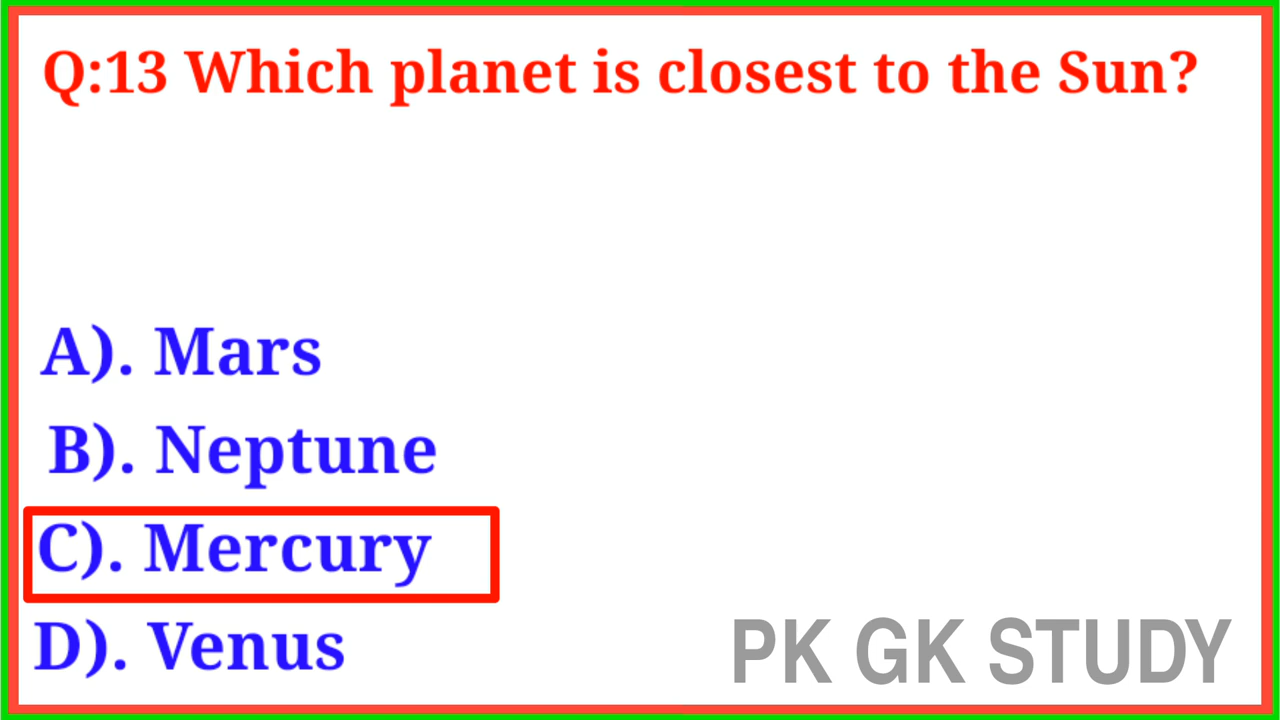 Q:13 Which planet is closest to the Sun?
A). Mars
B). Neptune
C). Mercury
D). Venus
PK GK STUDY